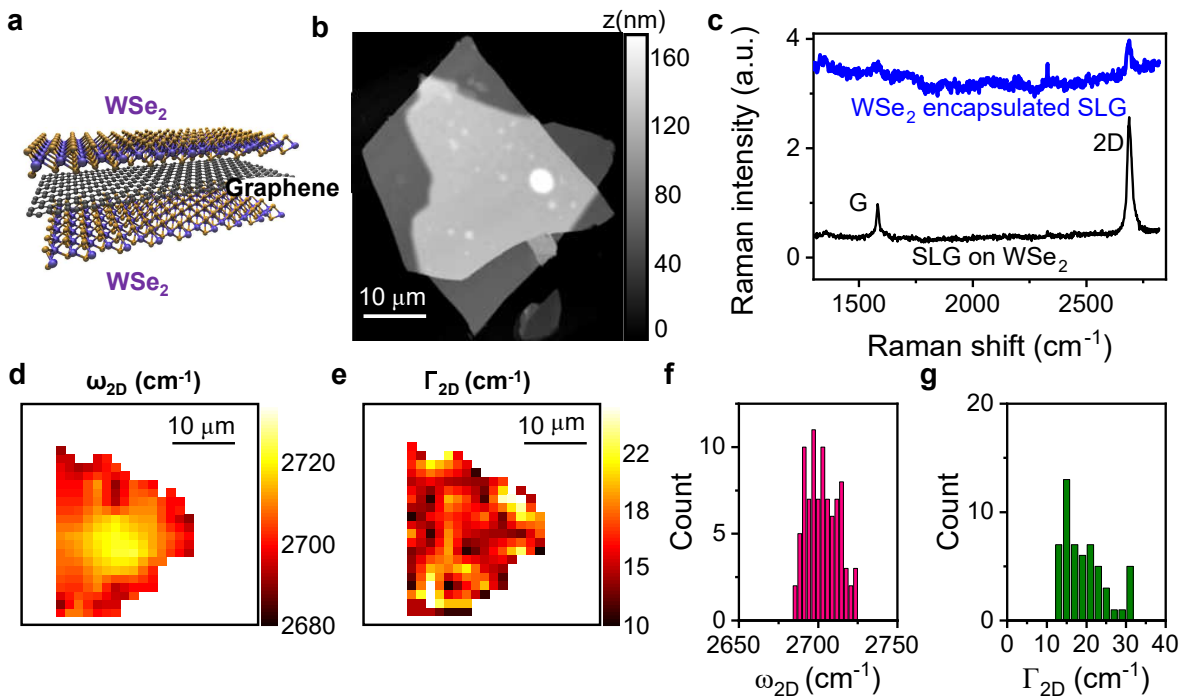 a
WSe₂
Graphene
WSe₂
b
z(nm)
160
120
80
40
0
10 μm
c
Raman intensity (a.u.)
4
2
0
WSe₂ encapsulated SLG
2D
G
SLG on WSe₂
1500
2000
2500
Raman shift (cm⁻¹)
d
ω₂D (cm⁻¹)
10 μm
2720
2700
2680
e
Γ₂D (cm⁻¹)
10 μm
22
20
15
10
f
Count
10
5
0
2650
2700
2750
ω₂D (cm⁻¹)
g
Count
20
10
0
0
10
20
30
40
Γ₂D (cm⁻¹)